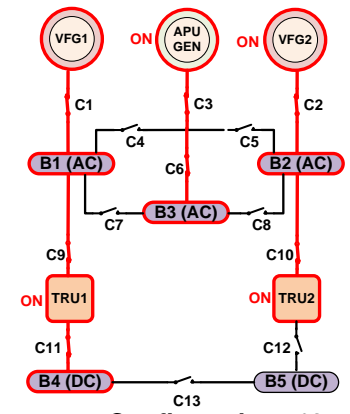 VFG1
ON
APU
GEN
ON
VFG2
C1
C3
C2
C4
C5
B1 (AC)
C6
B2 (AC)
C7
B3 (AC)
C8
C9
C10
ON
TRU1
ON
TRU2
C11
C12
B4 (DC)
C13
B5 (DC)